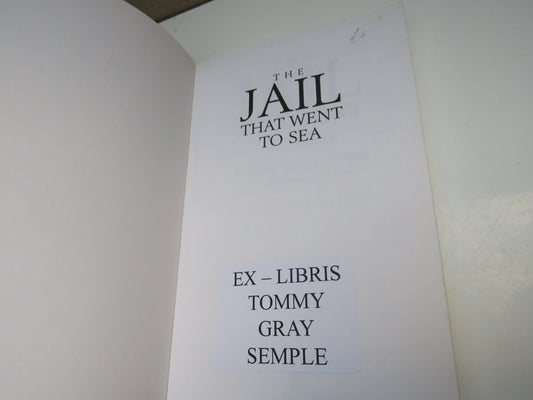 THE
JAIL
THAT WENT
TO SEA
EX – LIBRIS
TOMMY
GRAY
SEMPLE